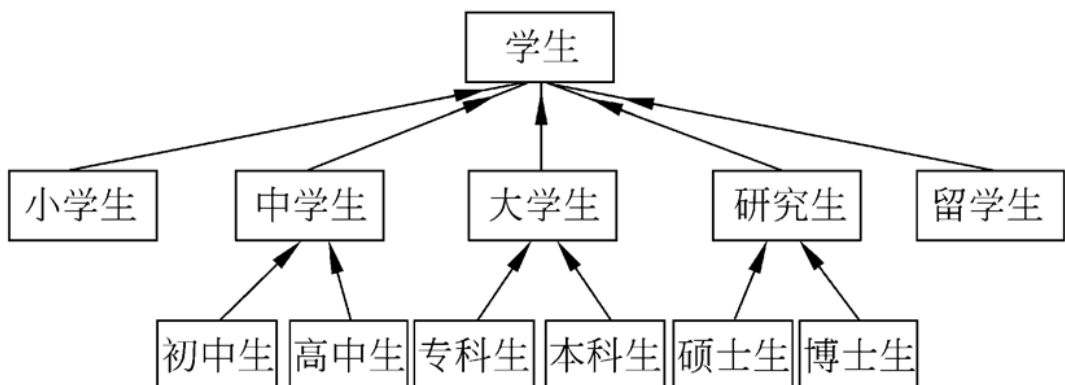 学生
小学生
中学生
大学生
研究生
留学生
初中生
高中生
专科生
本科生
硕士生
博士生